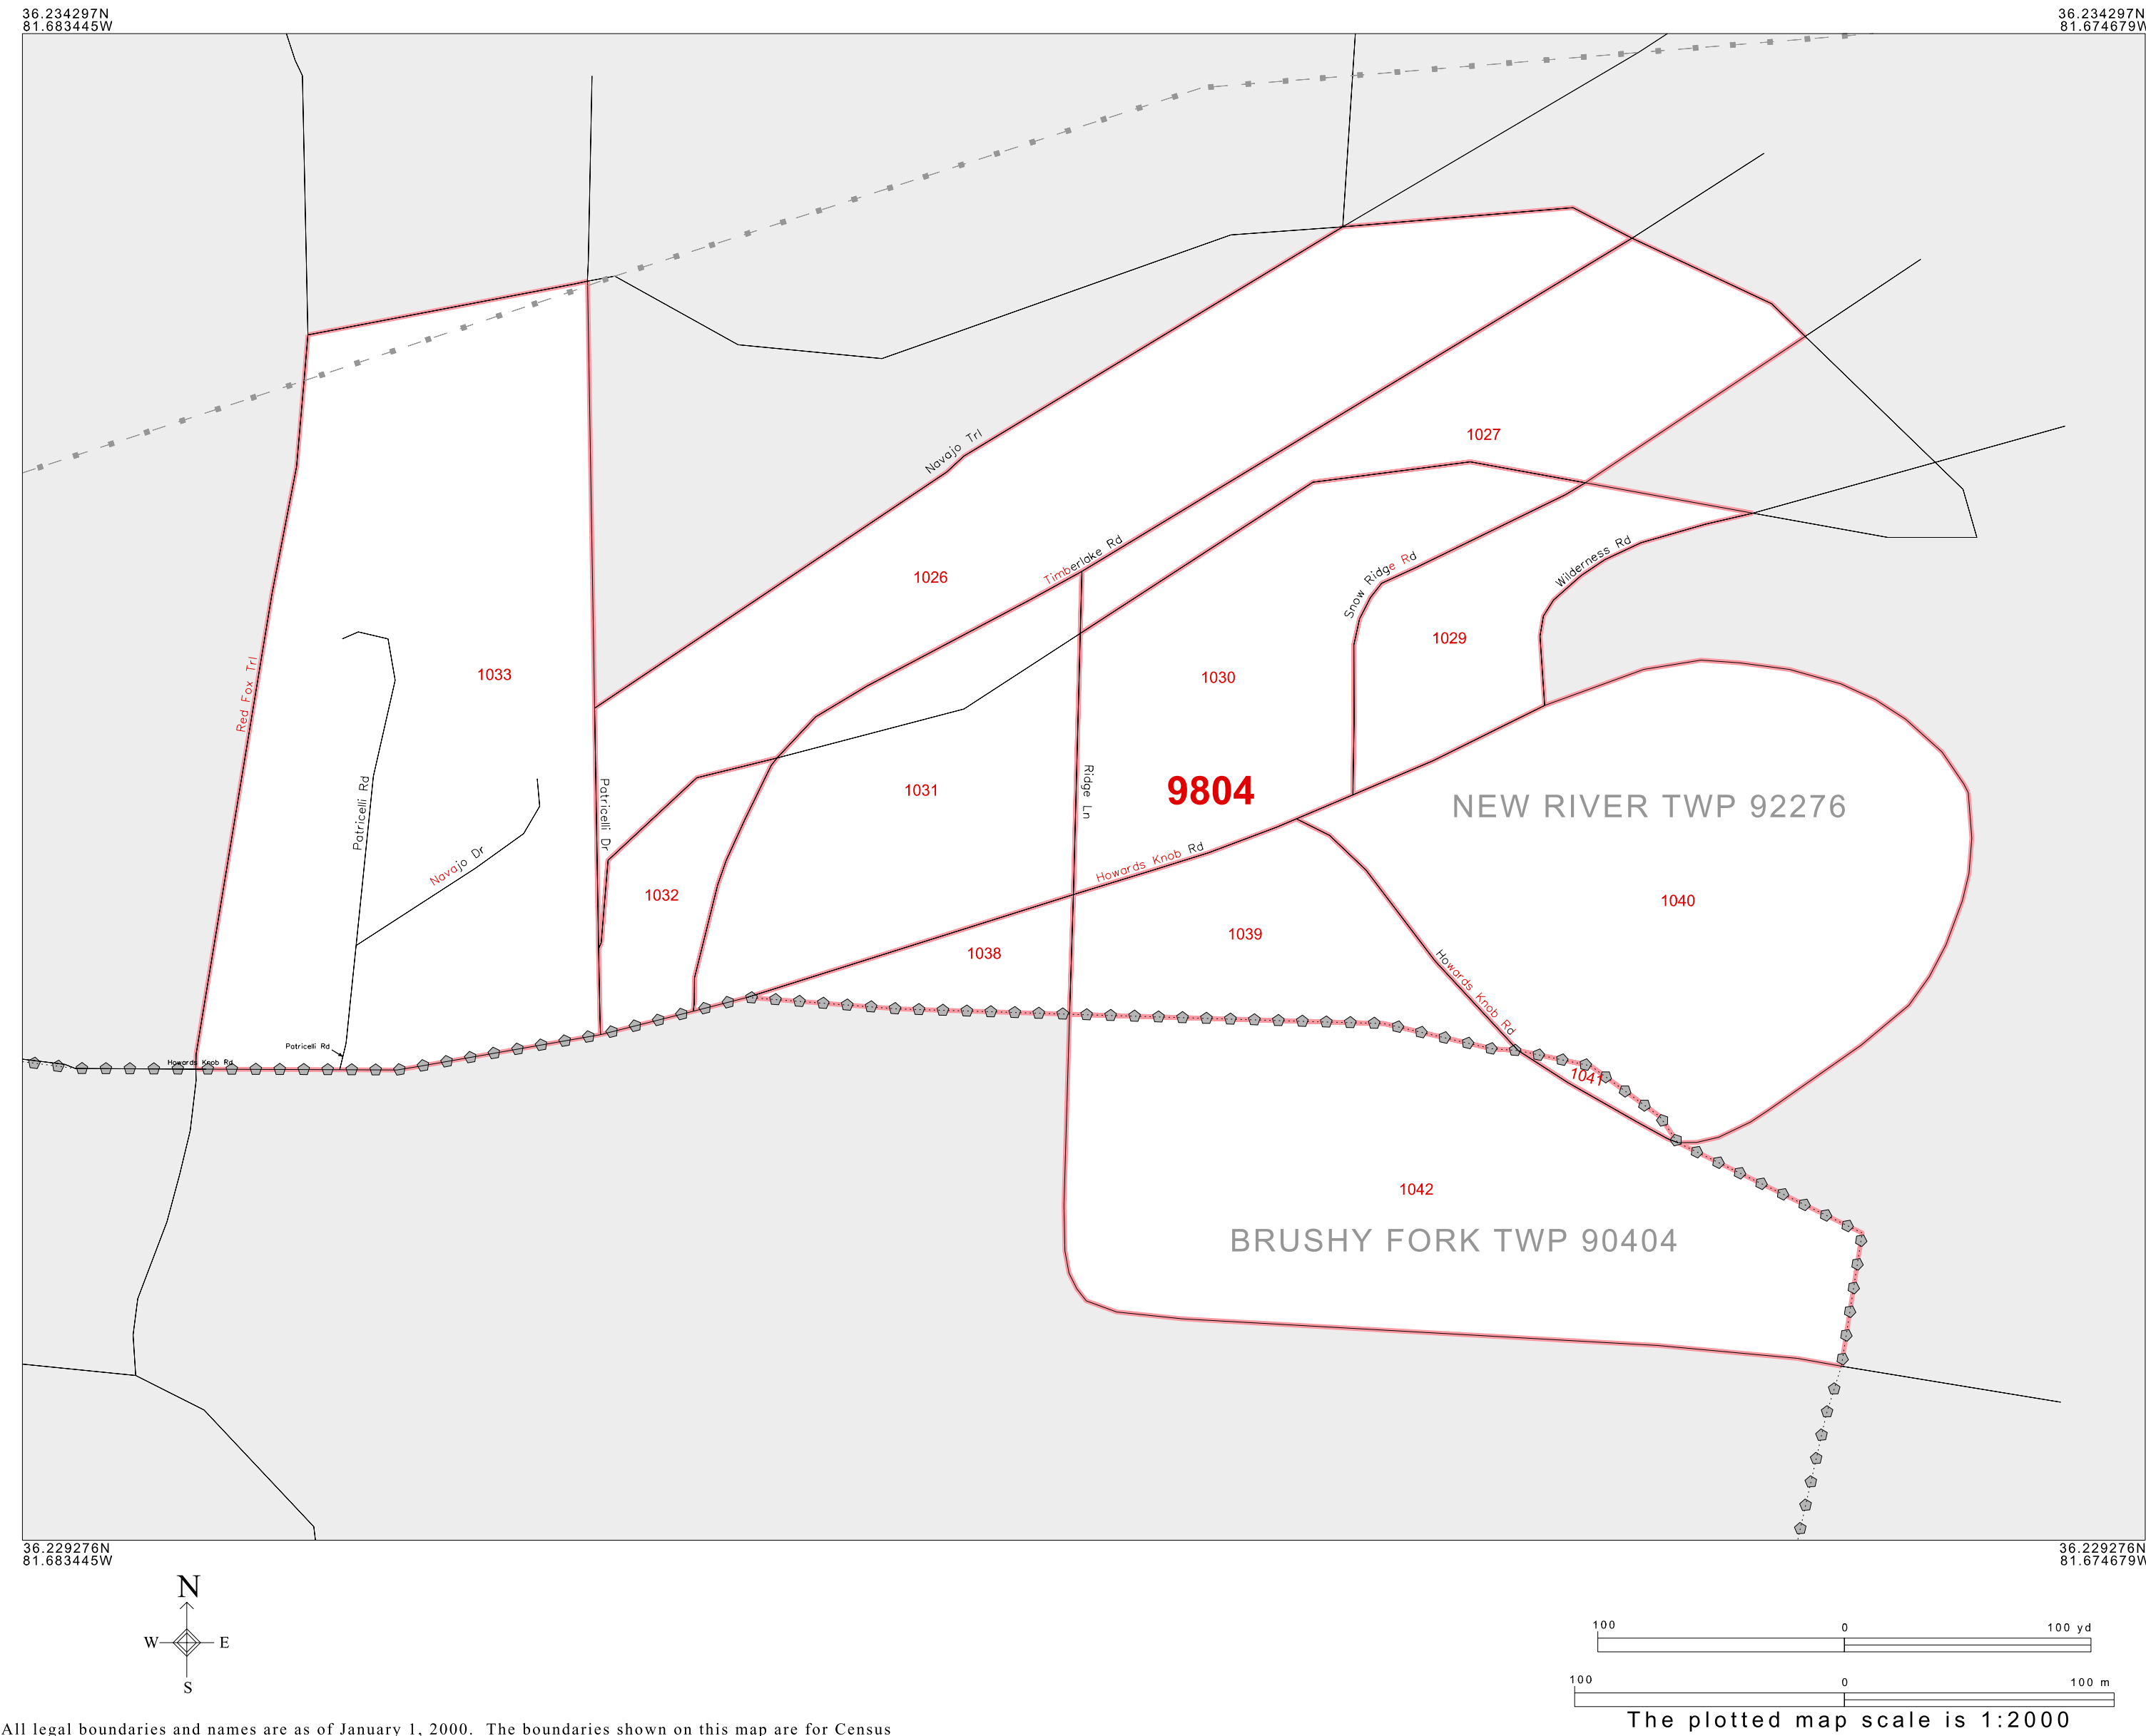 36.234297N
81.683445W
36.234297N
81.674679W
Navajo Trl
1027
Timberlake Rd
1026
Snow Ridge Rd
Wilderness Rd
1029
Red Fox Trl
1033
1030
Patricelli Rd
Patricelli Dr
Ridge Ln
1031
9804
NEW RIVER TWP 92276
Navajo Dr
Howards Knob Rd
1032
1040
1038
1039
Howards Knob Rd
Patricelli Rd
Howards Knob Rd
1041
1042
BRUSHY FORK TWP 90404
36.229276N
81.683445W
36.229276N
81.674679W
N
W
E
S
100 0 100 yd
100 0 100 m
The plotted map scale is 1:2000
All legal boundaries and names are as of January 1, 2000. The boundaries shown on this map are for Census